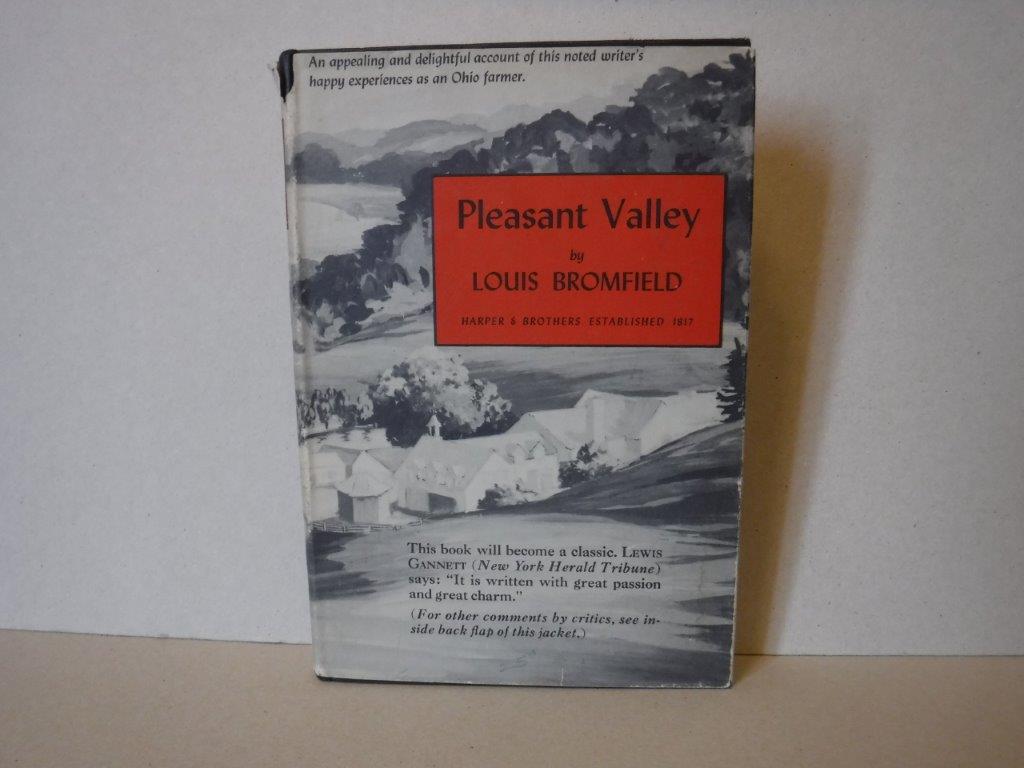 An appealing and delightful account of this noted writer's
happy experiences as an Ohio farmer.
Pleasant Valley
by
LOUIS BROMFIELD
HARPER & BROTHERS ESTABLISHED 1817
This book will become a classic. LEWIS
GANNETT (New York Herald Tribune)
says: "It is written with great passion
and great charm."
(For other comments by critics, see in-
side back flap of this jacket.)